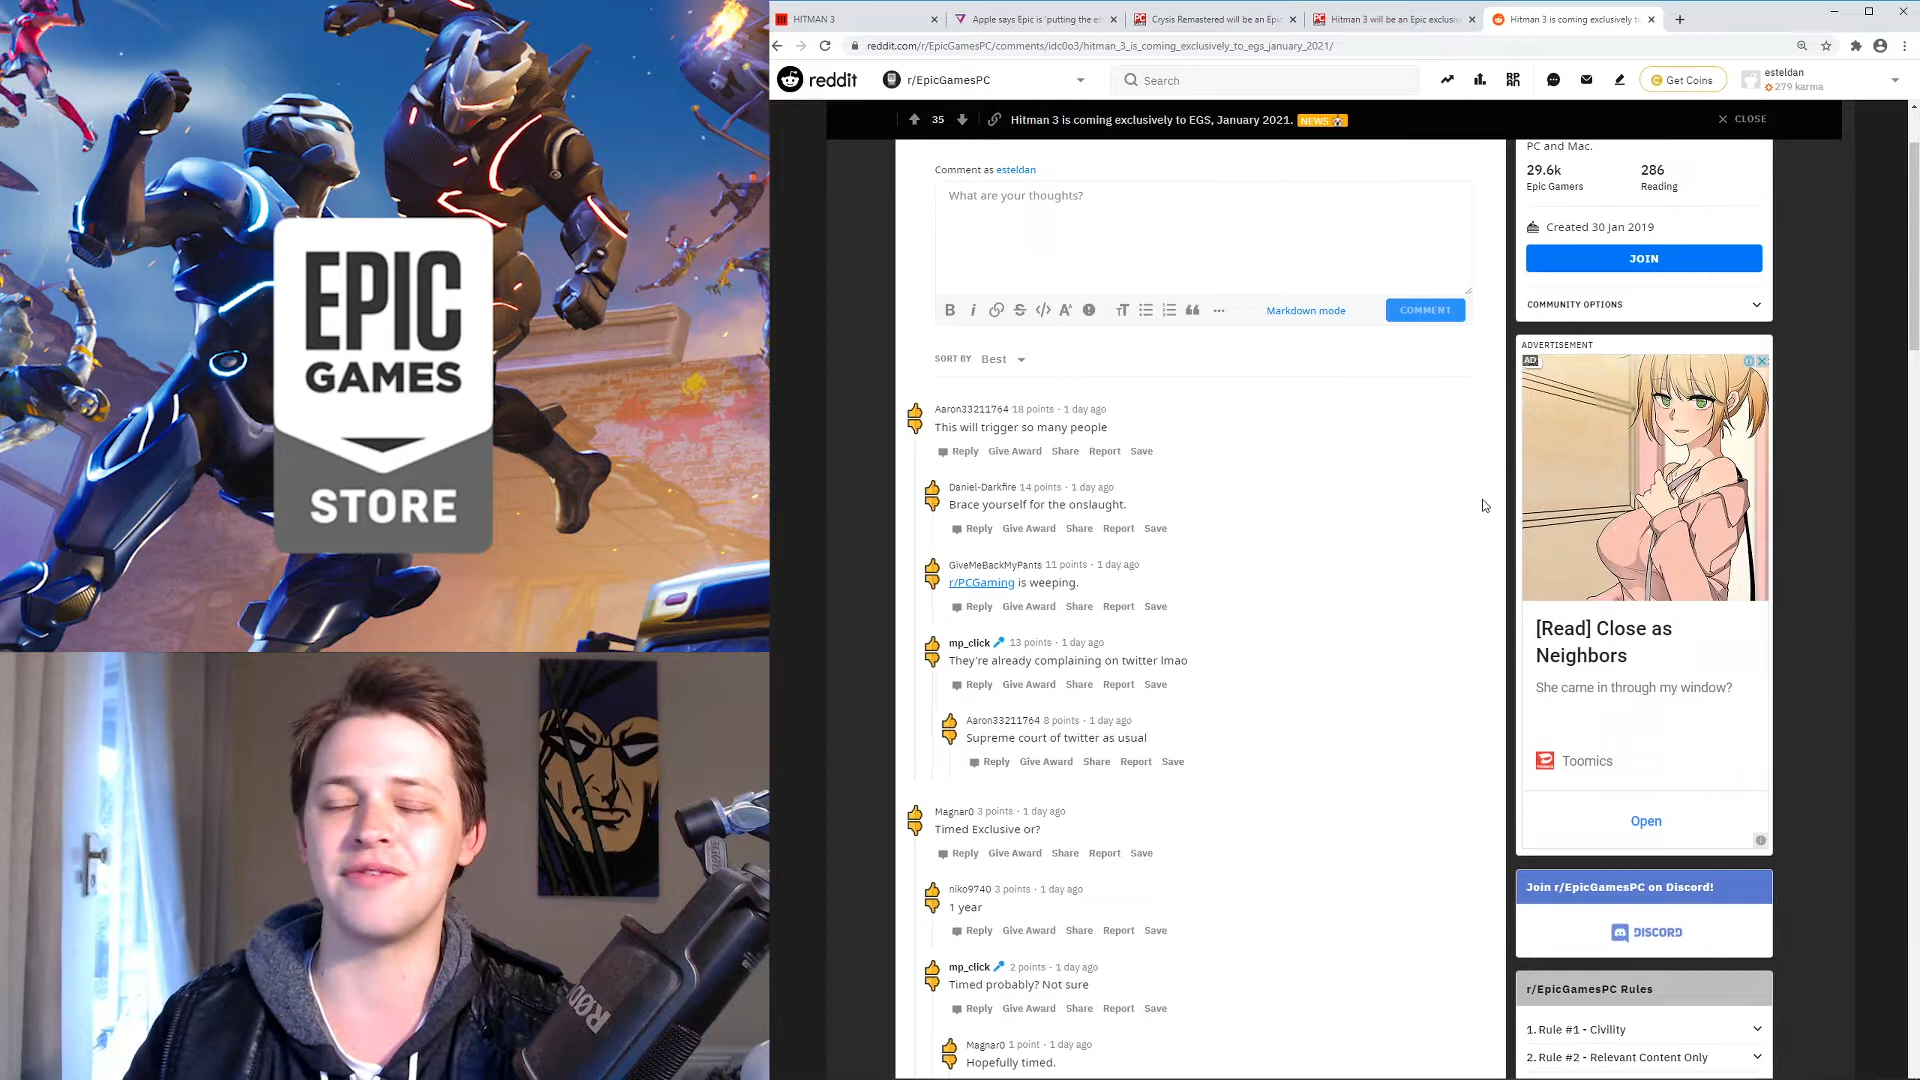 EPIC
GAMES
STORE
RØDE
HITMAN 3
Apple says Epic is 'putting the e
Crysis Remastered will be an Epi
Hitman 3 will be an Epic exclusiv
Hitman 3 is coming exclusively to
reddit.com/r/EpicGamesPC/comments/idc0o3/hitman_3_is_coming_exclusively_to_egs_january_2021/
reddit
r/EpicGamesPC
Search
Get Coins
esteldan
279 karma
35
Hitman 3 is coming exclusively to EGS, January 2021. NEWS
CLOSE
Comment as esteldan
What are your thoughts?
Markdown mode
COMMENT
SORT BY Best
Aaron33211764 18 points · 1 day ago
This will trigger so many people
Reply Give Award Share Report Save
Daniel-Darkfire 14 points · 1 day ago
Brace yourself for the onslaught.
Reply Give Award Share Report Save
GiveMeBackMyPants 11 points · 1 day ago
r/PCGaming is weeping.
Reply Give Award Share Report Save
mp_click 13 points · 1 day ago
They're already complaining on twitter lmao
Reply Give Award Share Report Save
Aaron33211764 8 points · 1 day ago
Supreme court of twitter as usual
Reply Give Award Share Report Save
Magnar0 3 points · 1 day ago
Timed Exclusive or?
Reply Give Award Share Report Save
niko9740 3 points · 1 day ago
1 year
Reply Give Award Share Report Save
mp_click 2 points · 1 day ago
Timed probably? Not sure
Reply Give Award Share Report Save
Magnar0 1 point · 1 day ago
Hopefully timed.
PC and Mac.
29.6k
Epic Gamers
286
Reading
Created 30 Jan 2019
JOIN
COMMUNITY OPTIONS
ADVERTISEMENT
AD
[Read] Close as
Neighbors
She came in through my window?
Toomics
Open
Join r/EpicGamesPC on Discord!
DISCORD
r/EpicGamesPC Rules
1. Rule #1 - Civility
2. Rule #2 - Relevant Content Only